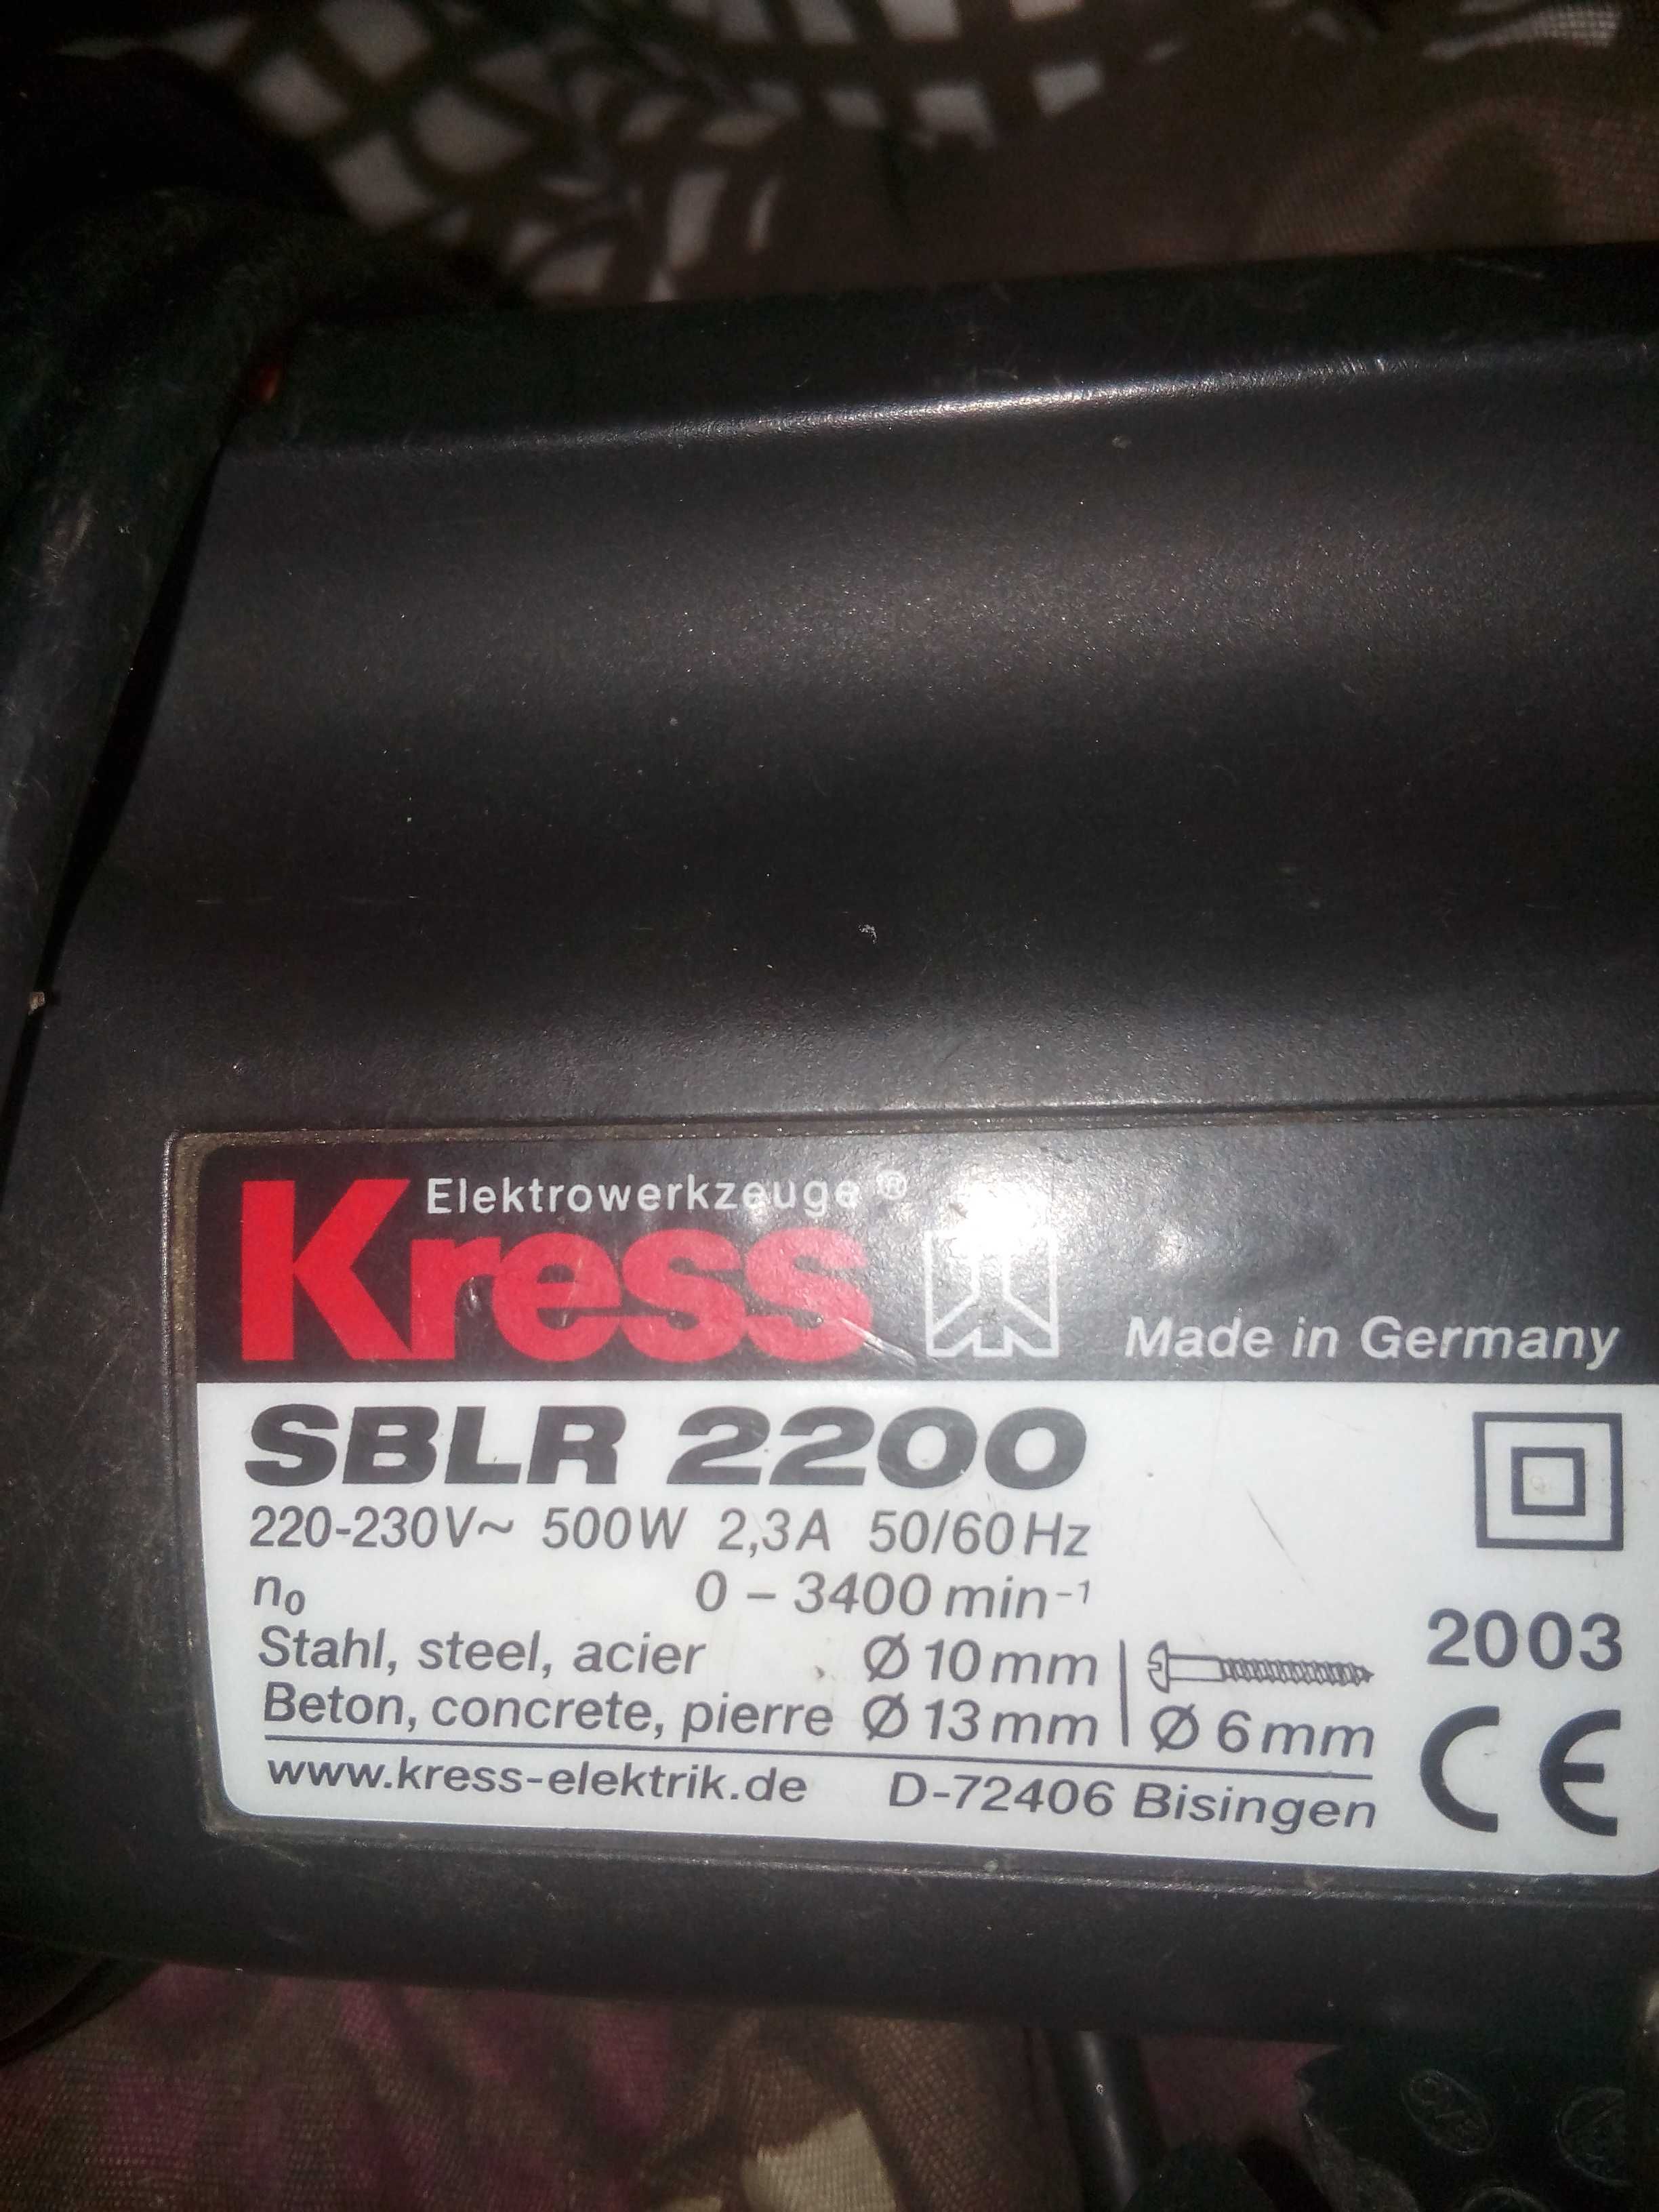 Elektrowerkzeuge®
Kress
Made in Germany
SBLR 2200
220-230V~ 500W 2,3A 50/60Hz
n₀ 0 – 3400 min⁻¹
Stahl, steel, acier Ø 10 mm
Beton, concrete, pierre Ø 13 mm
Ø 6 mm
2003
CE
www.kress-elektrik.de D-72406 Bisingen